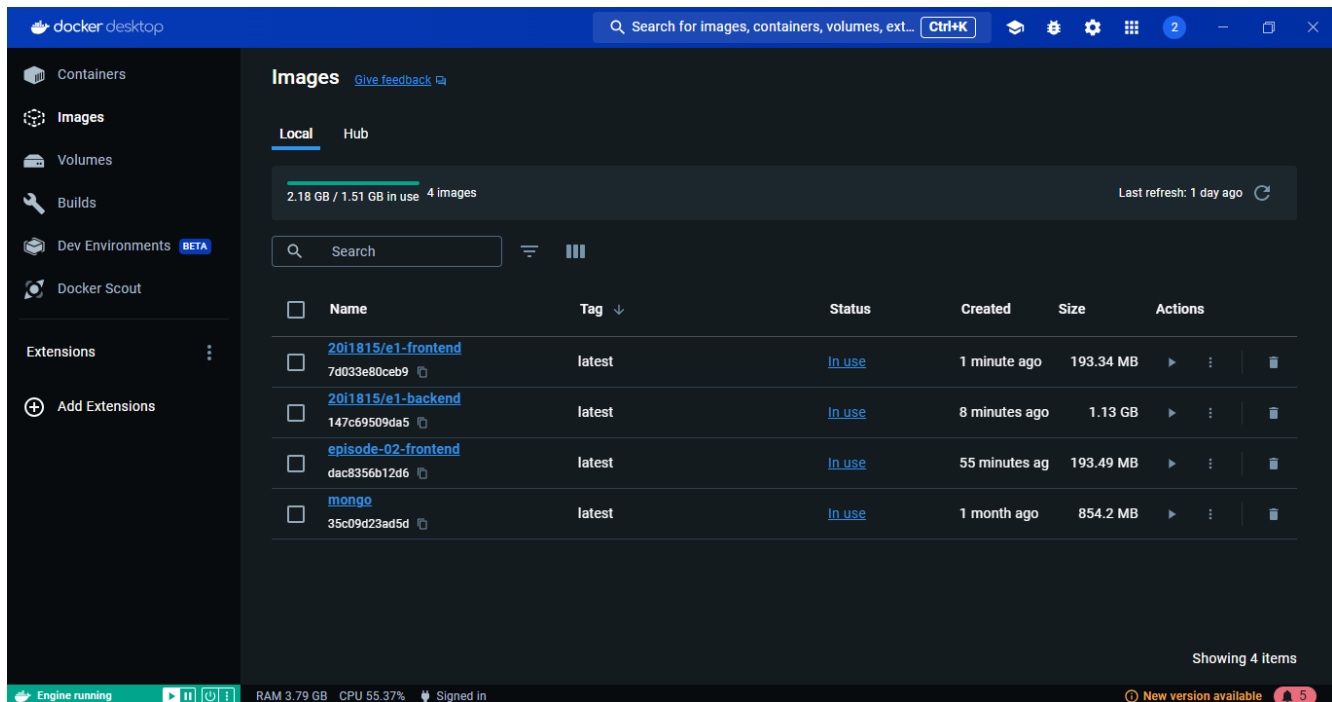 docker desktop
Search for images, containers, volumes, ext... Ctrl+K
2
Containers
Images
Volumes
Builds
Dev Environments BETA
Docker Scout
Extensions
Add Extensions
Images Give feedback
Local Hub
2.18 GB / 1.51 GB in use 4 images Last refresh: 1 day ago
Search
Name Tag Status Created Size Actions
20i1815/e1-frontend
7d033e80ceb9
latest In use 1 minute ago 193.34 MB
20i1815/e1-backend
147c69509da5
latest In use 8 minutes ago 1.13 GB
episode-02-frontend
dac8356b12d6
latest In use 55 minutes ag 193.49 MB
mongo
35c09d23ad5d
latest In use 1 month ago 854.2 MB
Showing 4 items
Engine running RAM 3.79 GB CPU 55.37% Signed in New version available 5